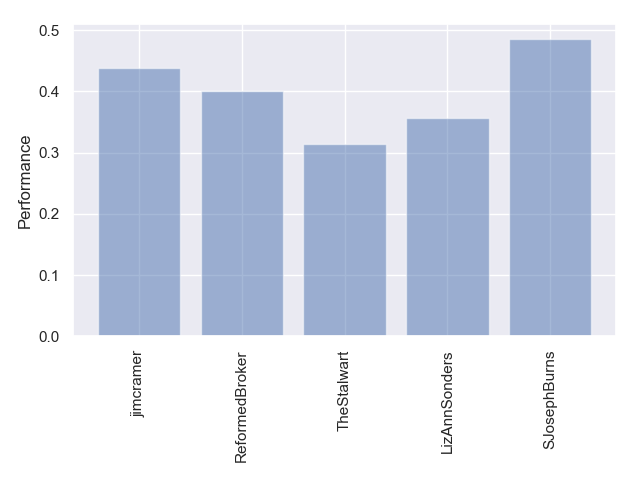 0.5
0.4
0.3
0.2
0.1
0.0
Performance
jimcramer
ReformedBroker
TheStalwart
LizAnnSonders
SJosephBurns